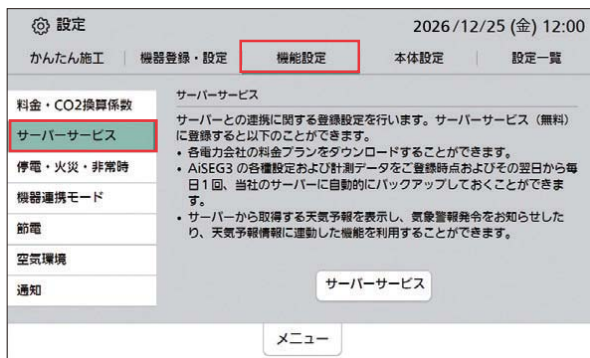 設定
2026/12/25 (金) 12:00
かんたん施工
機器登録・設定
機能設定
本体設定
設定一覧
料金・CO2換算係数
サーバーサービス
停電・火災・非常時
機器連携モード
節電
空気環境
通知
サーバーサービス
サーバーとの連携に関する登録設定を行います。サーバーサービス（無料）
に登録すると以下のことができます。
・各電力会社の料金プランをダウンロードすることができます。
・AiSEG3 の各種設定および計測データをご登録時点およびその翌日から毎
日1回、当社のサーバーに自動的にバックアップしておくことができま
す。
・サーバーから取得する天気予報を表示し、気象警報発令をお知らせした
り、天気予報情報に連動した機能を利用することができます。
サーバーサービス
メニュー